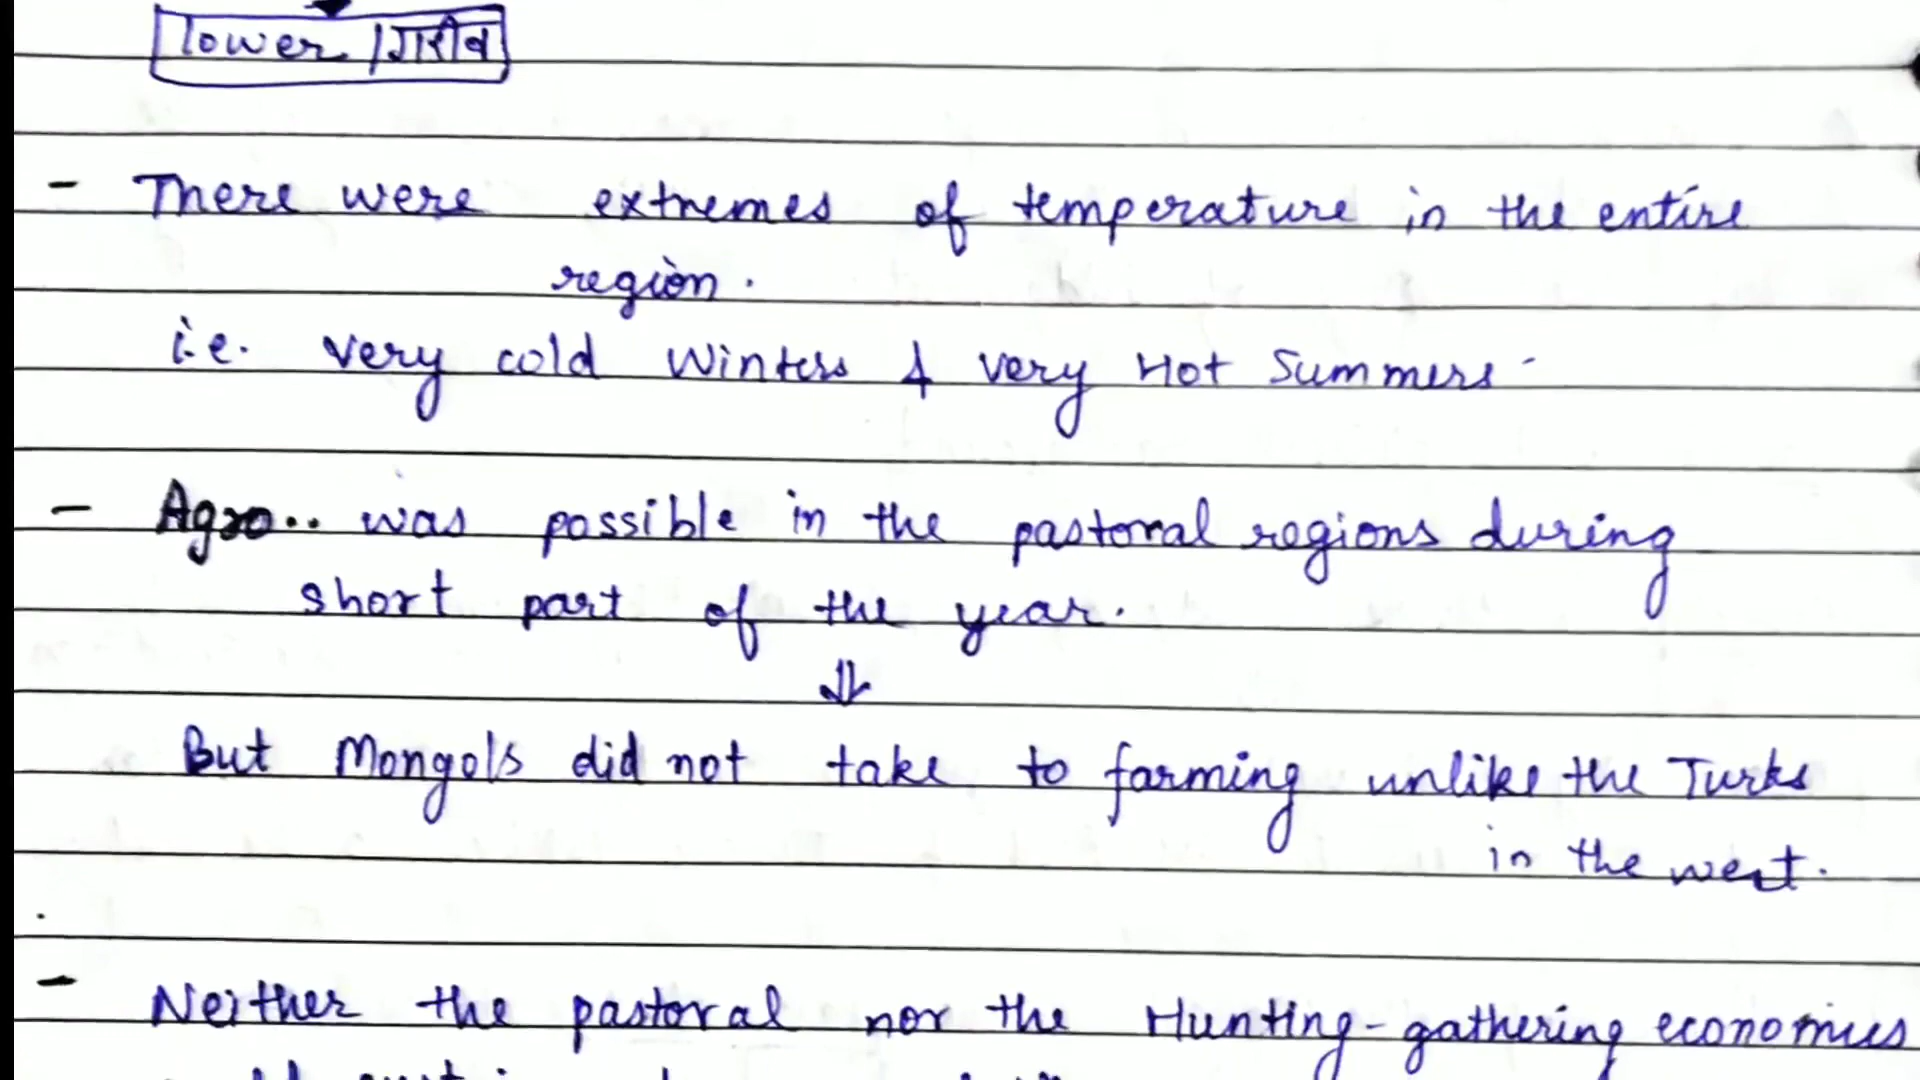 lower / गरीब
- There were extremes of temperature in the entire
region.
i.e. very cold Winters & very Hot Summers -
- Agro.. was possible in the pastoral regions during
short part of the year.
⇓
But Mongols did not take to farming unlike the Turks
in the west.
- Neither the pastoral nor the Hunting-gathering economies